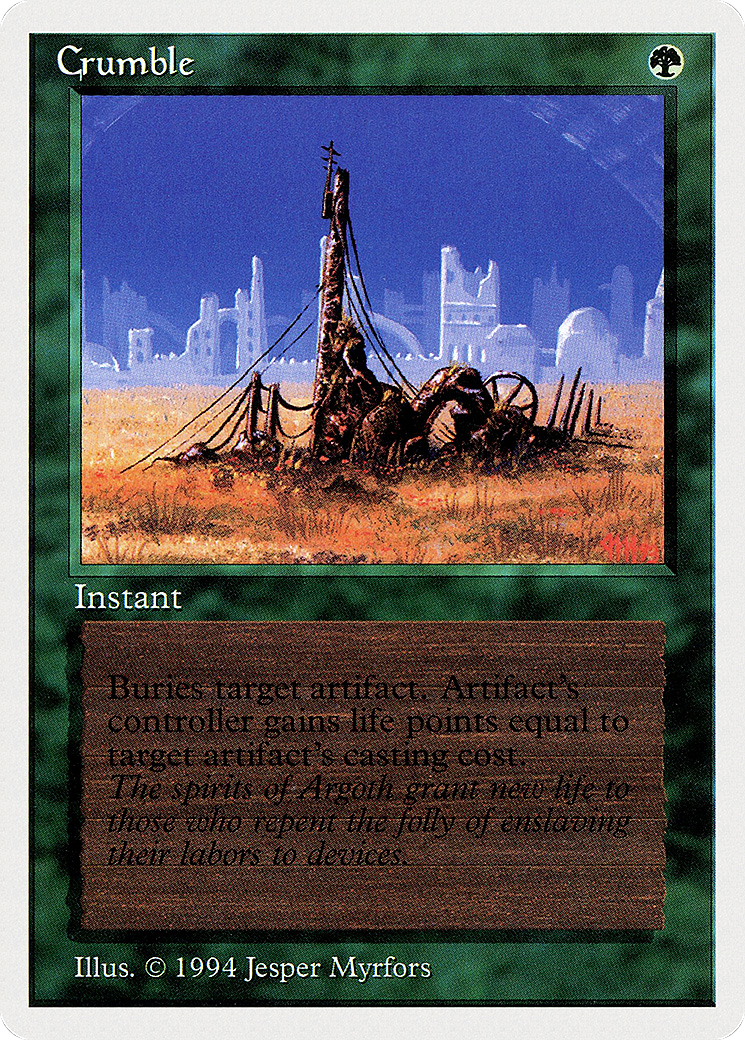 Crumble
Instant
Buries target artifact. Artifact's
controller gains life points equal to
target artifact's casting cost.
The spirits of Argoth grant new life to
those who repent the folly of enslaving
their labors to devices.
Illus. © 1994 Jesper Myrfors